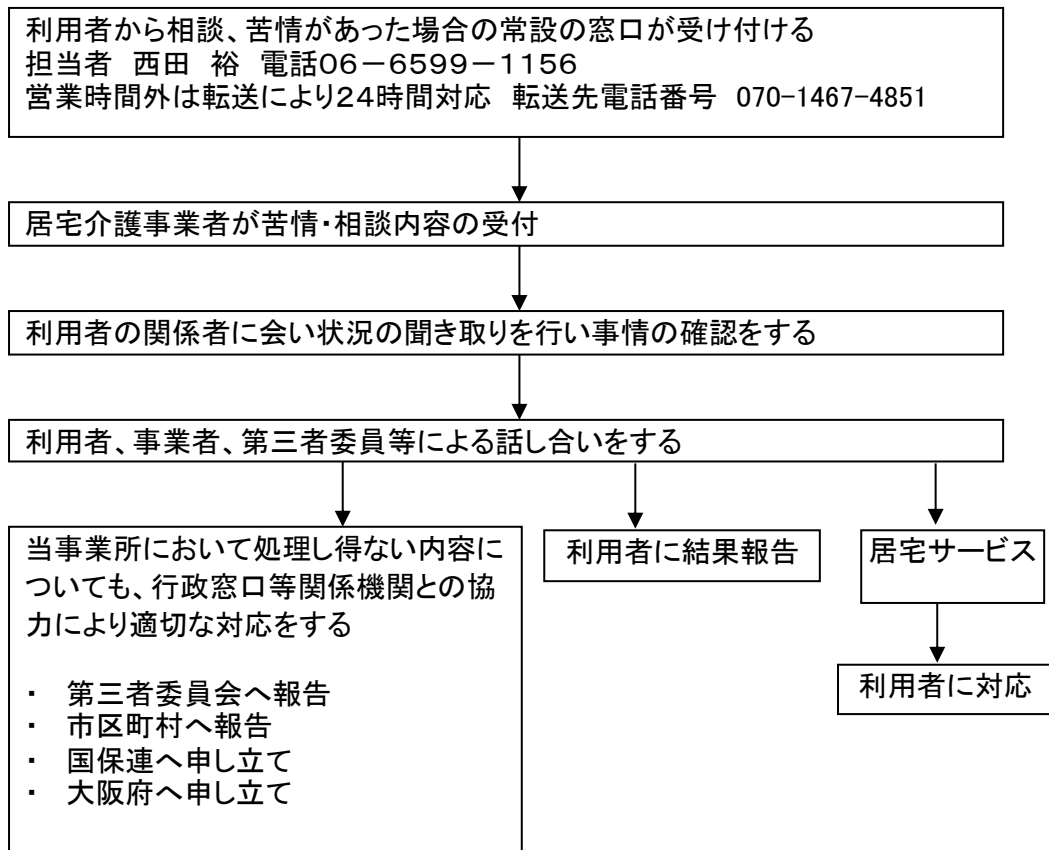 利用者から相談、苦情があった場合の常設の窓口が受け付ける
担当者 西田 裕 電話06－6599－1156
営業時間外は転送により24時間対応 転送先電話番号 070-1467-4851
居宅介護事業者が苦情・相談内容の受付
利用者の関係者に会い状況の聞き取りを行い事情の確認をする
利用者、事業者、第三者委員等による話し合いをする
当事業所において処理し得ない内容に
ついても、行政窓口等関係機関との協
力により適切な対応をする
・ 第三者委員会へ報告
・ 市区町村へ報告
・ 国保連へ申し立て
・ 大阪府へ申し立て
利用者に結果報告
居宅サービス
利用者に対応